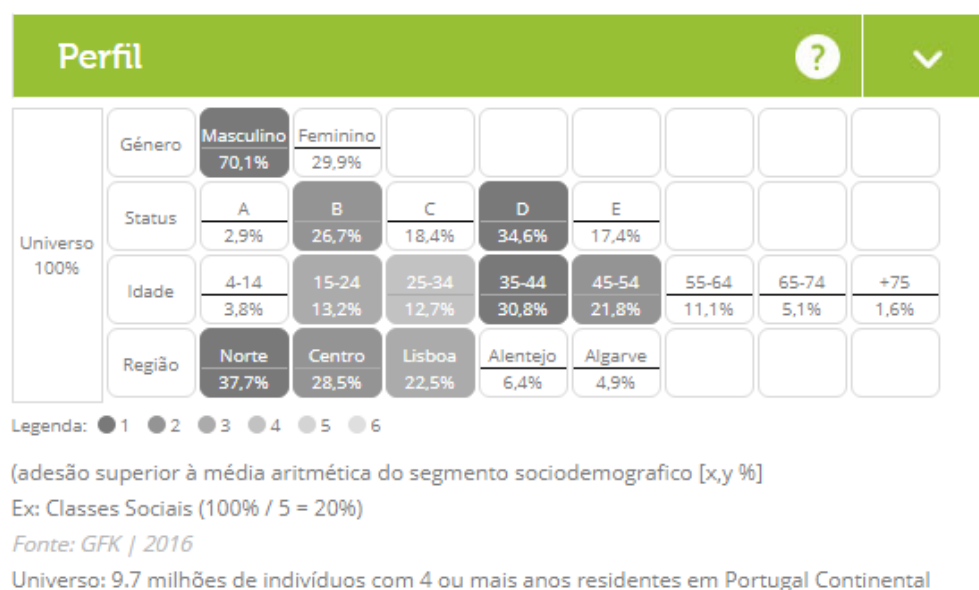 Perfil ?
Género Masculino Feminino
70,1% 29,9%
Status A B C D E
2,9% 26,7% 18,4% 34,6% 17,4%
Universo
100%
Idade 4-14 15-24 25-34 35-44 45-54 55-64 65-74 +75
3,8% 13,2% 12,7% 30,8% 21,8% 11,1% 5,1% 1,6%
Região Norte Centro Lisboa Alentejo Algarve
37,7% 28,5% 22,5% 6,4% 4,9%
Legenda: 1 2 3 4 5 6
(adesão superior à média aritmética do segmento sociodemografico [x,y %]
Ex: Classes Sociais (100% / 5 = 20%)
Fonte: GFK | 2016
Universo: 9.7 milhões de indivíduos com 4 ou mais anos residentes em Portugal Continental